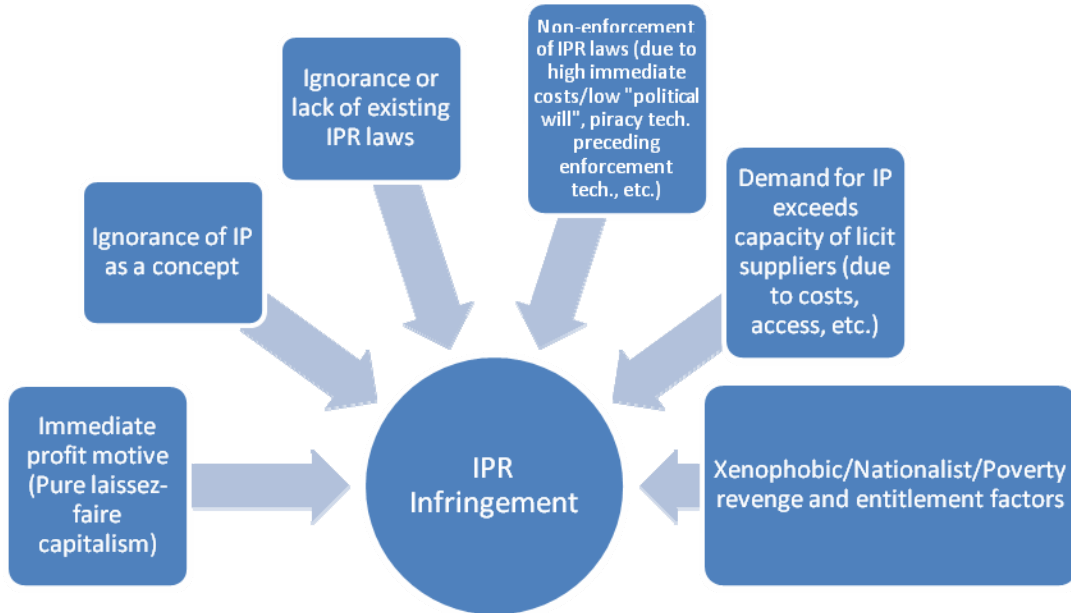 Immediate
profit motive
(Pure laissez-
faire
capitalism)
Ignorance of IP
as a concept
Ignorance or
lack of existing
IPR laws
Non-enforcement
of IPR laws (due to
high immediate
costs/low "political
will", piracy tech.
preceding
enforcement
tech., etc.)
Demand for IP
exceeds
capacity of licit
suppliers (due
to costs,
access, etc.)
Xenophobic/Nationalist/Poverty
revenge and entitlement factors
IPR
Infringement